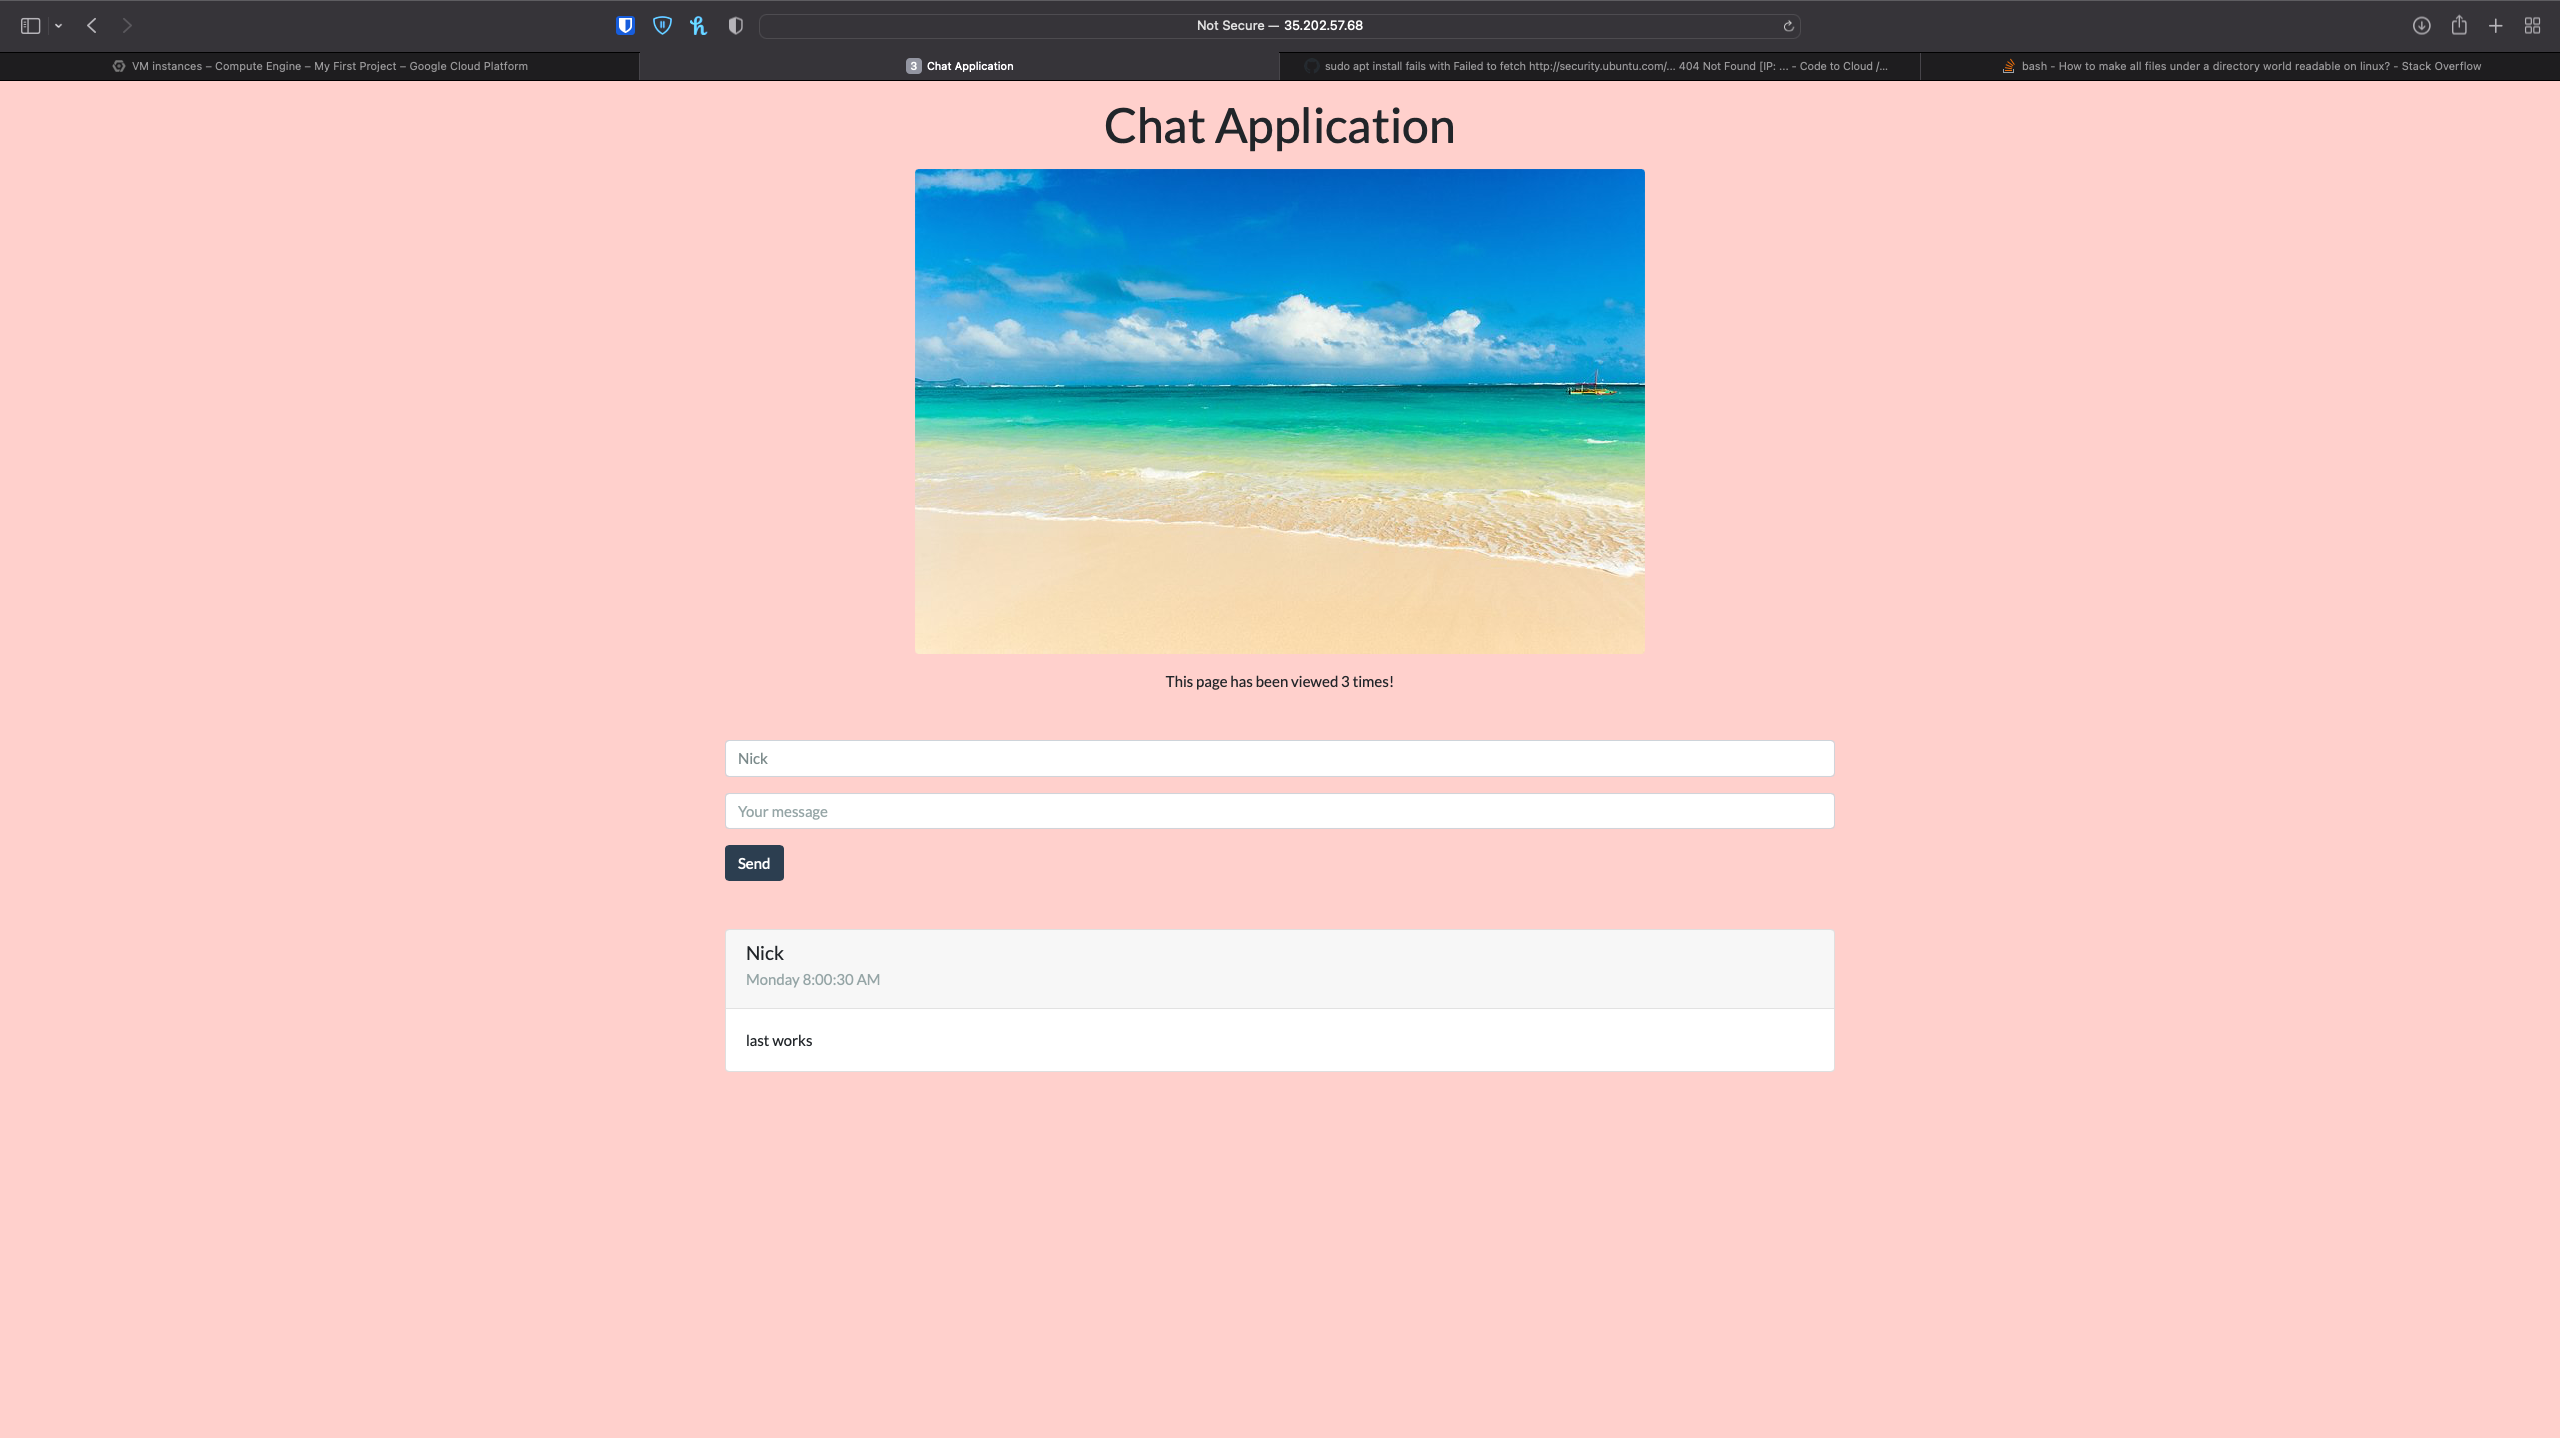 Not Secure — 35.202.57.68
VM instances – Compute Engine – My First Project – Google Cloud Platform
3 Chat Application
sudo apt install fails with Failed to fetch http://security.ubuntu.com/... 404 Not Found [IP: ... - Code to Cloud /...
bash - How to make all files under a directory world readable on linux? - Stack Overflow
Chat Application
This page has been viewed 3 times!
Nick
Your message
Send
Nick
Monday 8:00:30 AM
last works